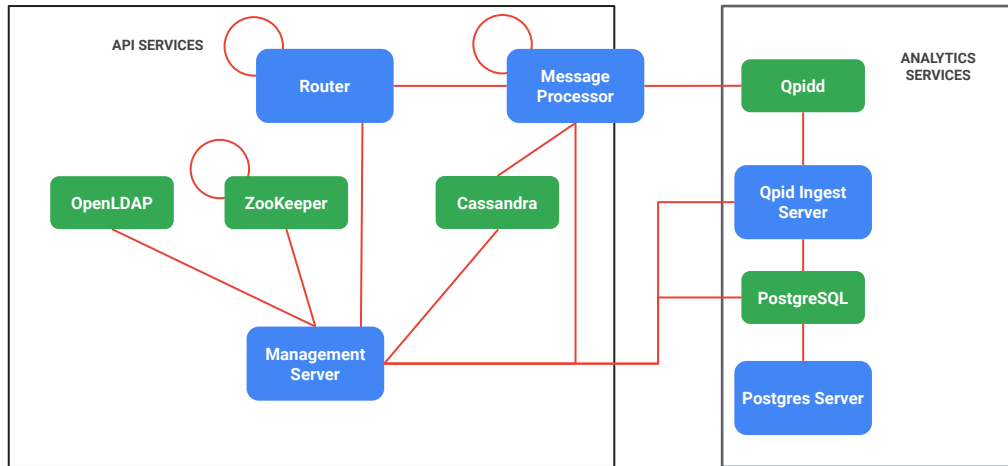 API SERVICES
ANALYTICS
SERVICES
Router
Message
Processor
Qpidd
OpenLDAP
ZooKeeper
Cassandra
Qpid Ingest
Server
PostgreSQL
Management
Server
Postgres Server